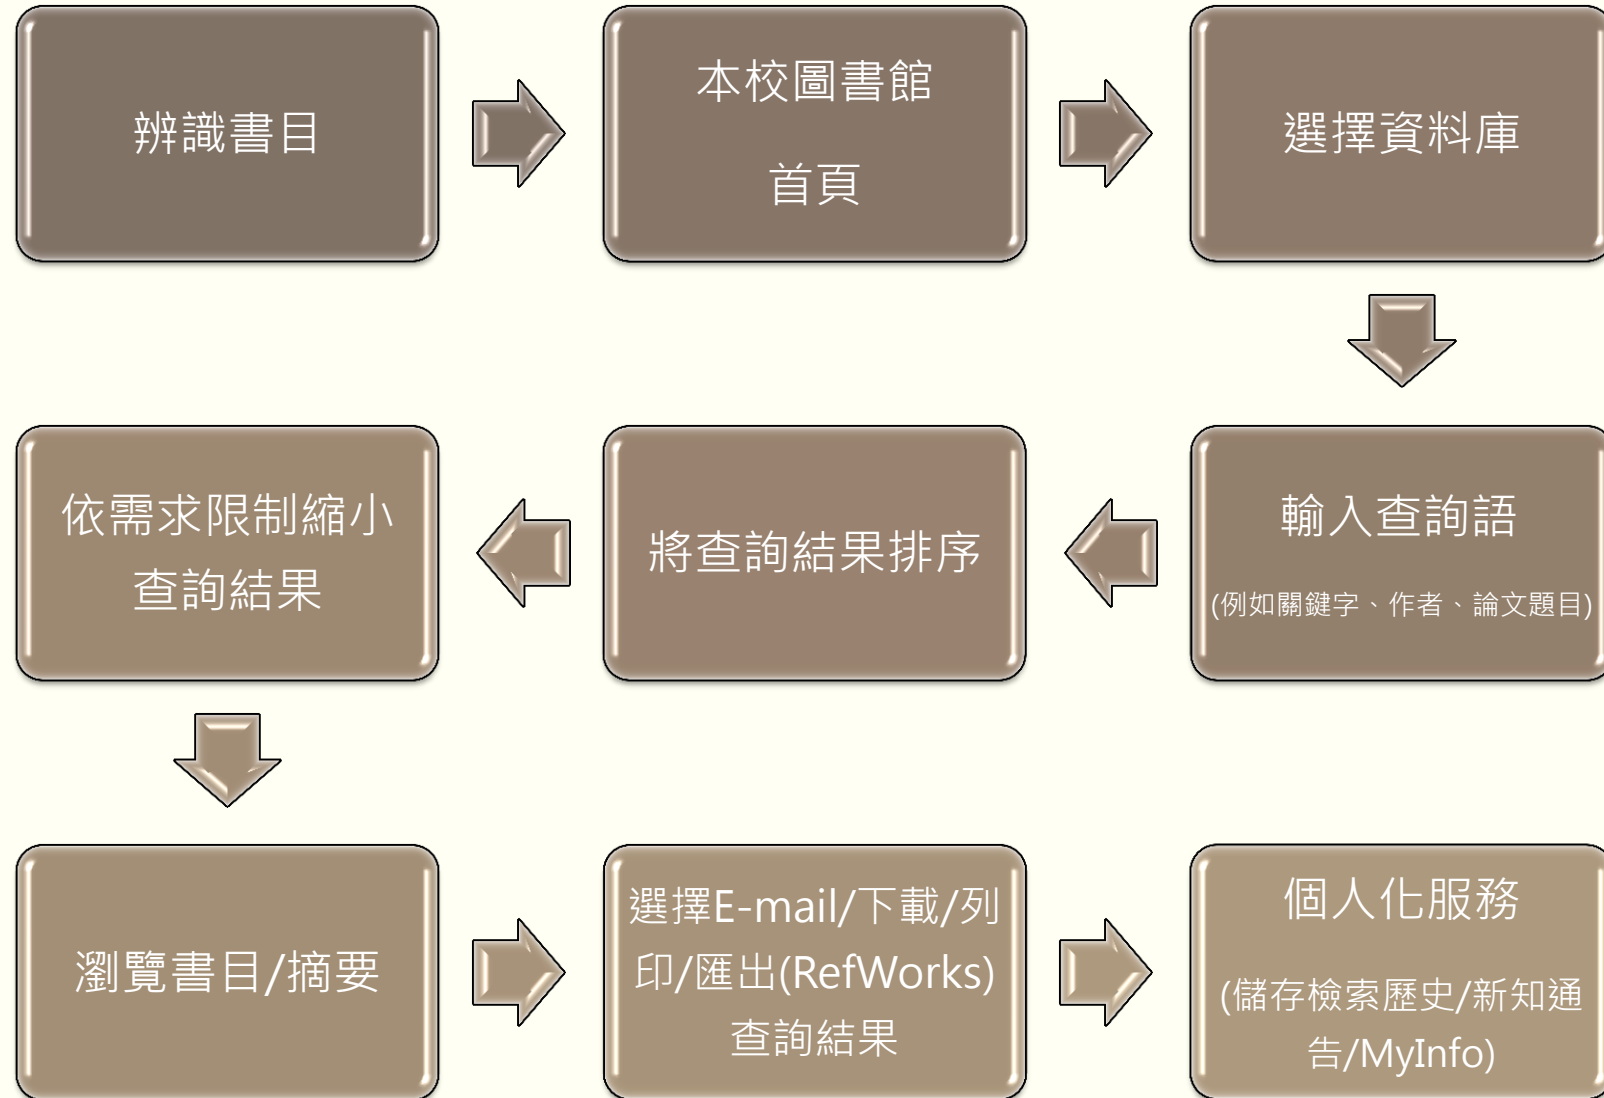 辨識書目
本校圖書館
首頁
選擇資料庫
輸入查詢語
(例如關鍵字、作者、論文題目)
將查詢結果排序
依需求限制縮小
查詢結果
瀏覽書目/摘要
選擇E-mail/下載/列
印/匯出(RefWorks)
查詢結果
個人化服務
(儲存檢索歷史/新知通
告/MyInfo)